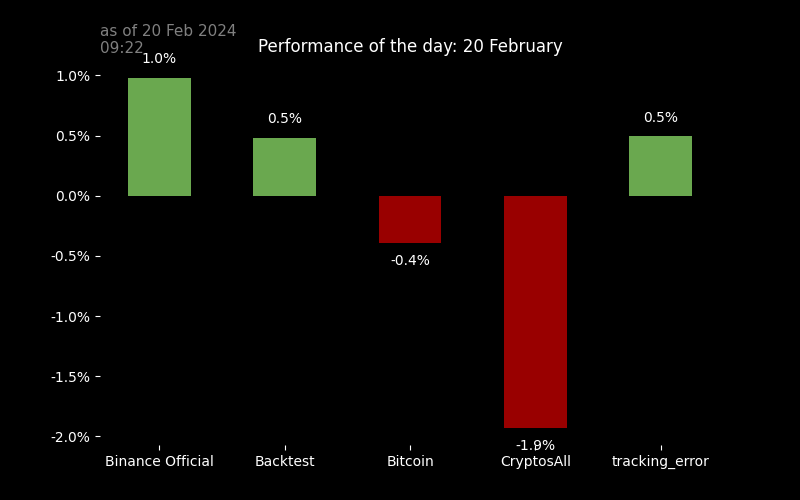 as of 20 Feb 2024
09:22
Performance of the day: 20 February
1.0%
0.5%
-0.4%
-1.9%
0.5%
1.0%
0.5%
0.0%
-0.5%
-1.0%
-1.5%
-2.0%
Binance Official
Backtest
Bitcoin
CryptosAll
tracking_error